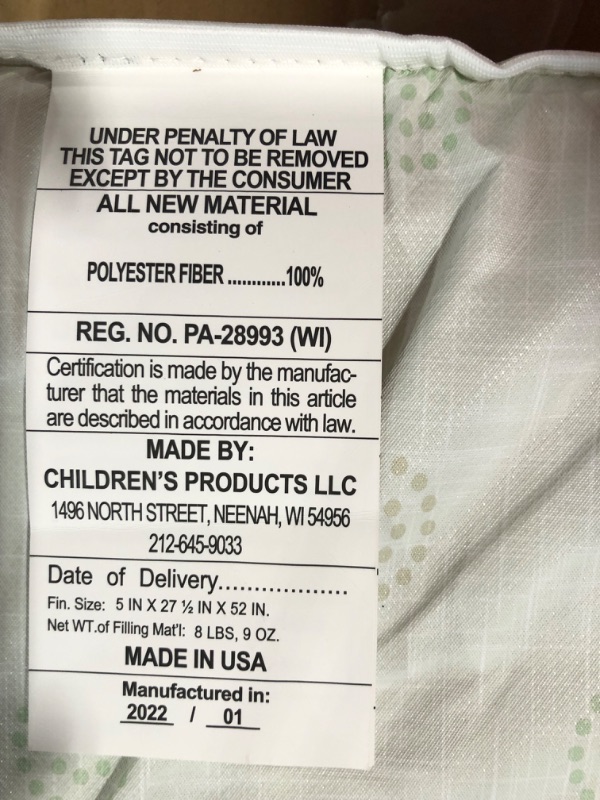 UNDER PENALTY OF LAW
THIS TAG NOT TO BE REMOVED
EXCEPT BY THE CONSUMER
ALL NEW MATERIAL
consisting of
POLYESTER FIBER ............100%
REG. NO. PA-28993 (WI)
Certification is made by the manufac-
turer that the materials in this article
are described in accordance with law.
MADE BY:
CHILDREN'S PRODUCTS LLC
1496 NORTH STREET, NEENAH, WI 54956
212-645-9033
Date of Delivery..................
Fin. Size: 5 IN X 27 ½ IN X 52 IN.
Net WT.of Filling Mat'l: 8 LBS, 9 OZ.
MADE IN USA
Manufactured in:
2022 / 01